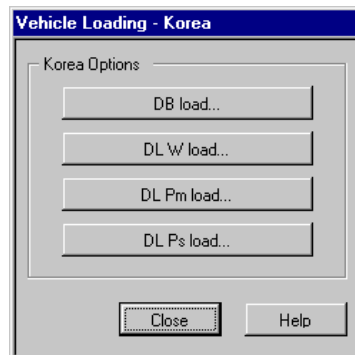 Vehicle Loading - Korea
Korea Options
DB load...
DL W load...
DL Pm load...
DL Ps load...
Close Help